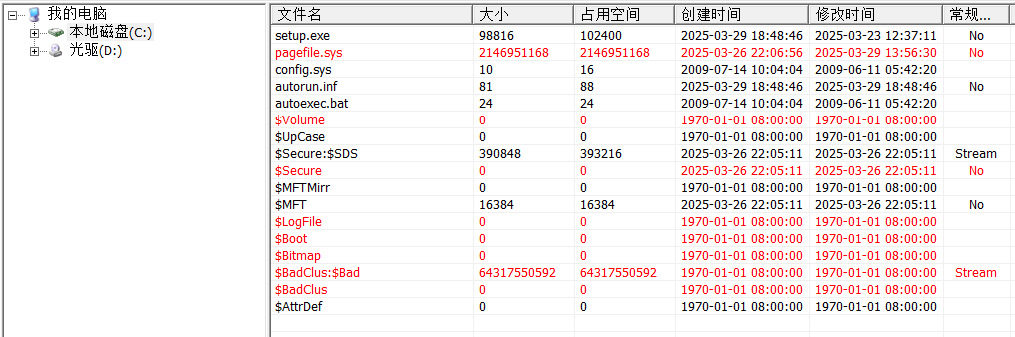 我的电脑
本地磁盘(C:)
光驱(D:)
文件名 大小 占用空间 创建时间 修改时间 常规...
setup.exe 98816 102400 2025-03-29 18:48:46 2025-03-23 12:37:11 No
pagefile.sys 2146951168 2146951168 2025-03-26 22:06:56 2025-03-29 13:56:30 No
config.sys 10 16 2009-07-14 10:04:04 2009-06-11 05:42:20
autorun.inf 81 88 2025-03-29 18:48:46 2025-03-29 18:48:46 No
autoexec.bat 24 24 2009-07-14 10:04:04 2009-06-11 05:42:20
$Volume 0 0 1970-01-01 08:00:00 1970-01-01 08:00:00
$UpCase 0 0 1970-01-01 08:00:00 1970-01-01 08:00:00
$Secure:$SDS 390848 393216 2025-03-26 22:05:11 2025-03-26 22:05:11 Stream
$Secure 0 0 2025-03-26 22:05:11 2025-03-26 22:05:11 No
$MFTMirr 0 0 1970-01-01 08:00:00 1970-01-01 08:00:00
$MFT 16384 16384 2025-03-26 22:05:11 2025-03-26 22:05:11 No
$LogFile 0 0 1970-01-01 08:00:00 1970-01-01 08:00:00
$Boot 0 0 1970-01-01 08:00:00 1970-01-01 08:00:00
$Bitmap 0 0 1970-01-01 08:00:00 1970-01-01 08:00:00
$BadClus:$Bad 64317550592 64317550592 1970-01-01 08:00:00 1970-01-01 08:00:00 Stream
$BadClus 0 0 1970-01-01 08:00:00 1970-01-01 08:00:00
$AttrDef 0 0 1970-01-01 08:00:00 1970-01-01 08:00:00